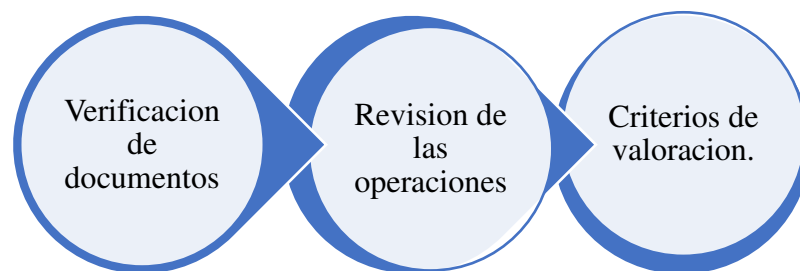 Verificacion
de
documentos
Revision de
las
operaciones
Criterios de
valoracion.